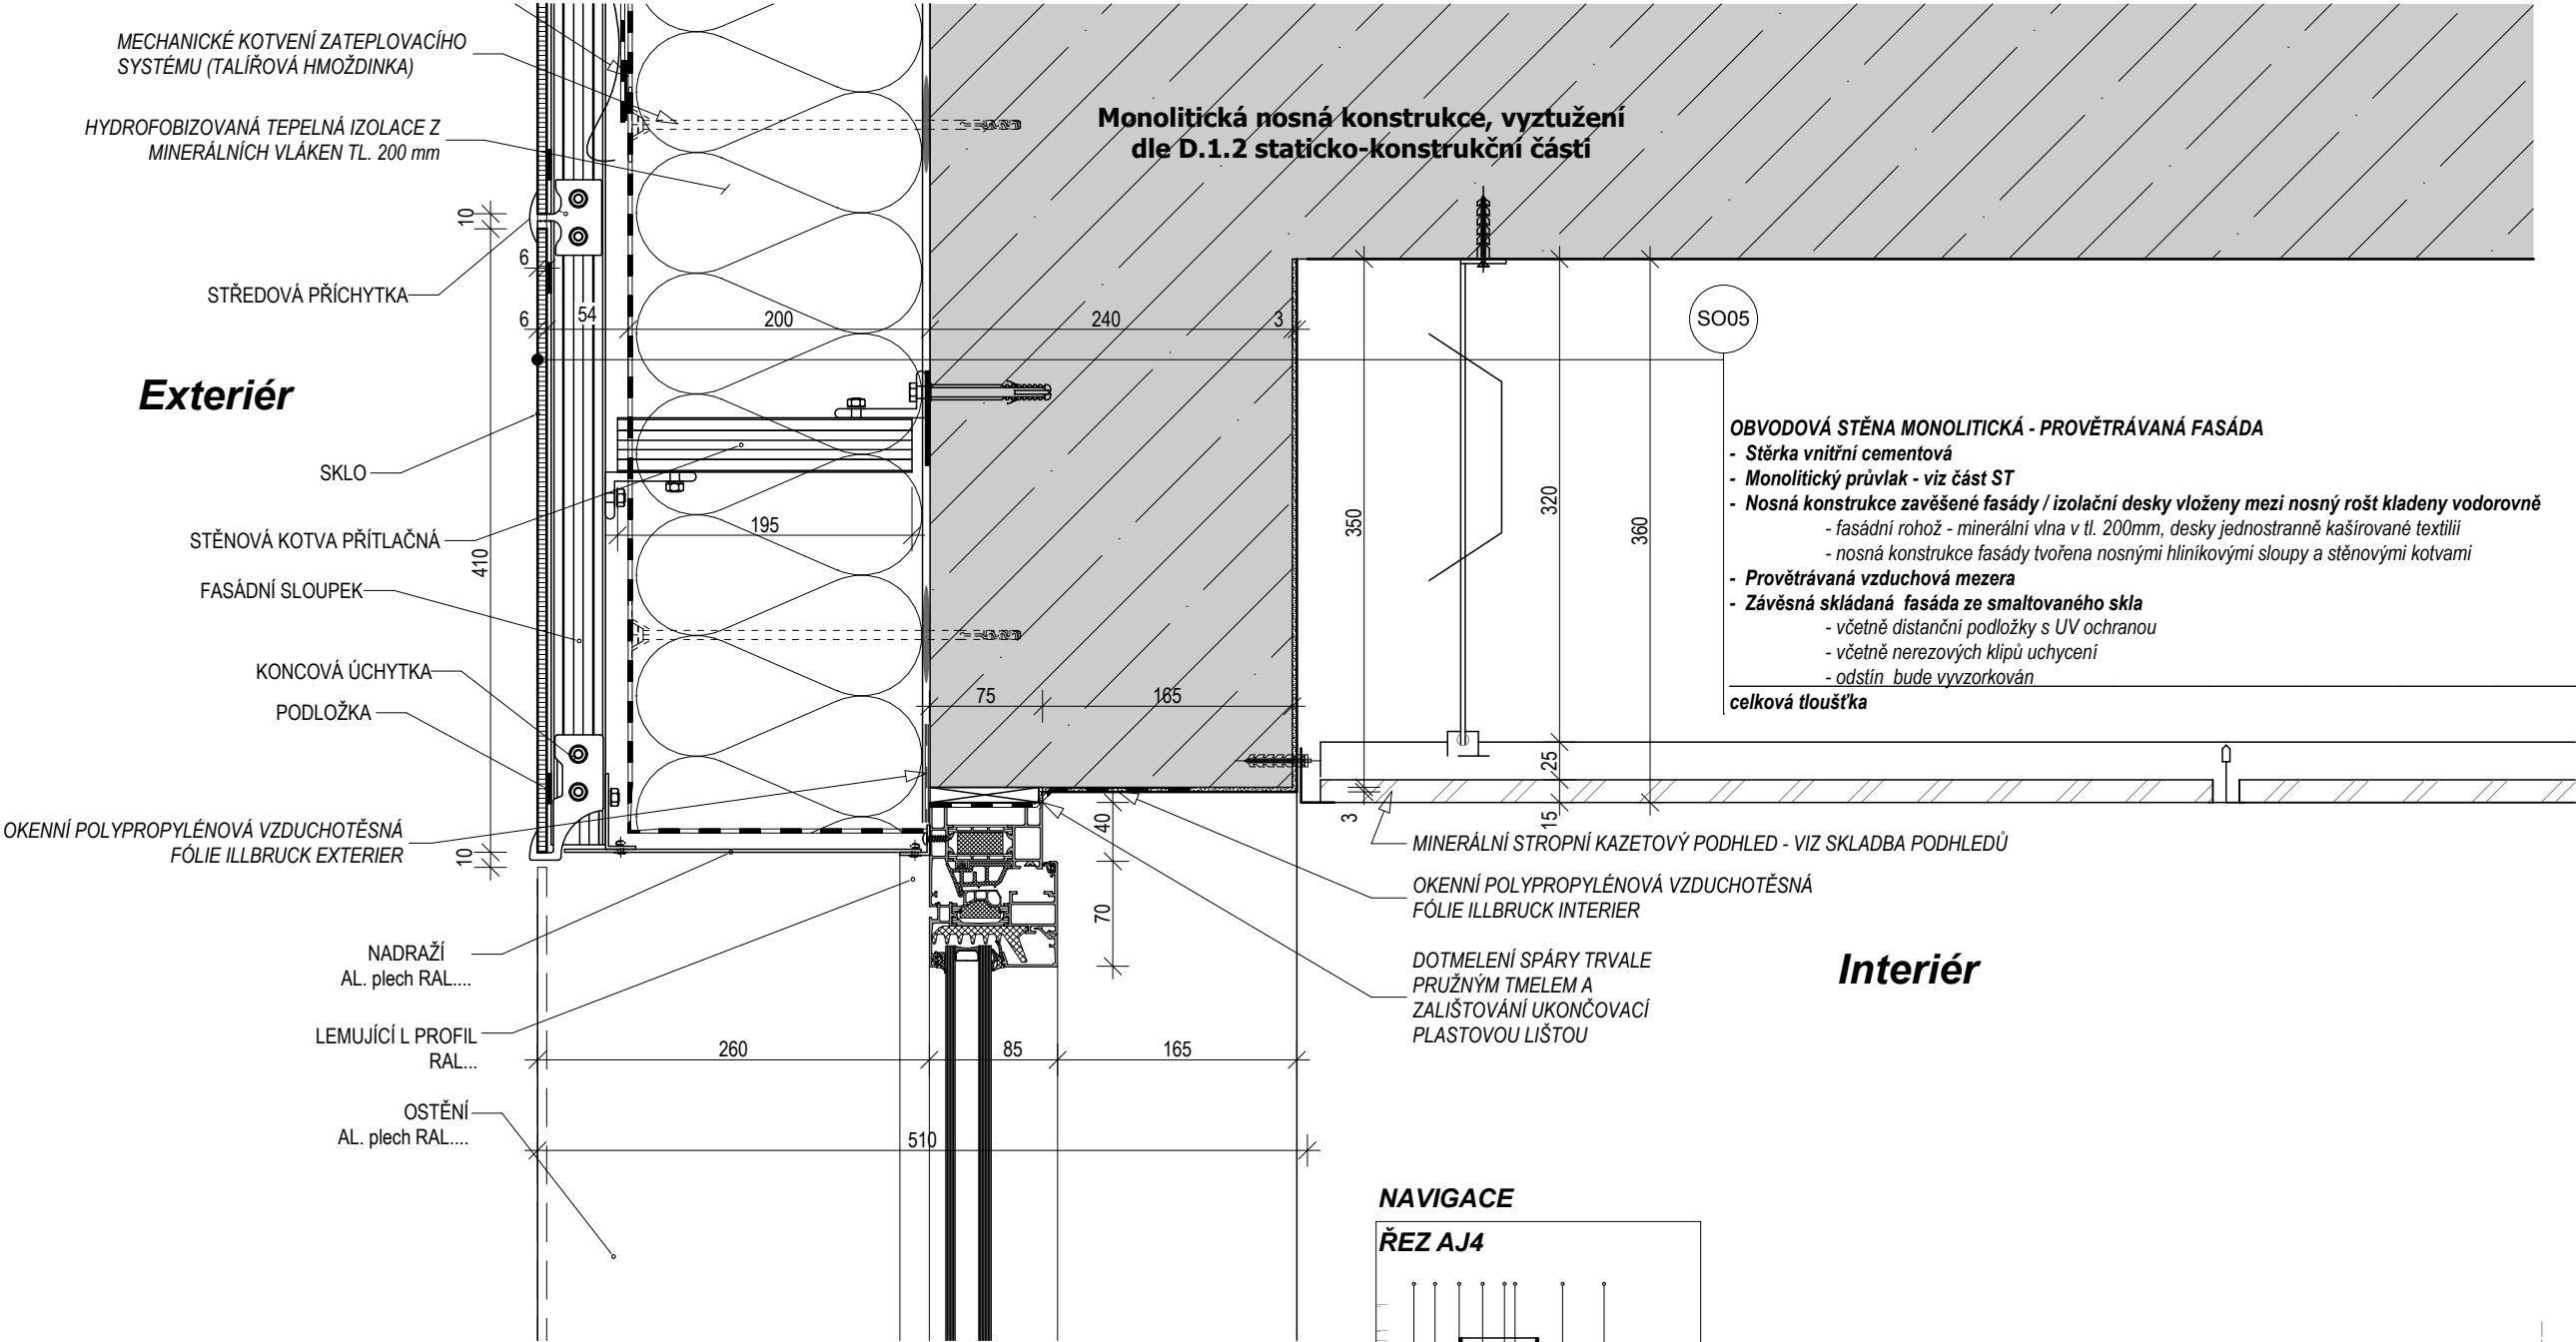 MECHANICKÉ KOTVENÍ ZATEPLOVACÍHO
SYSTÉMU (TALÍŘOVÁ HMOŽDINKA)
HYDROFOBIZOVANÁ TEPELNÁ IZOLACE Z
MINERÁLNÍCH VLÁKEN TL. 200 mm
Monolitická nosná konstrukce, vyztužení
dle D.1.2 staticko-konstrukční části
10
6
STŘEDOVÁ PŘÍCHYTKA
6
54
200
240
3
SO05
Exteriér
SKLO
STĚNOVÁ KOTVA PŘÍTLAČNÁ
195
410
350
320
360
FASÁDNÍ SLOUPEK
KONCOVÁ ÚCHYTKA
PODLOŽKA
75
165
OBVODOVÁ STĚNA MONOLITICKÁ - PROVĚTRÁVANÁ FASÁDA
- Stěrka vnitřní cementová
- Monolitický průvlak - viz část ST
- Nosná konstrukce zavěšené fasády / izolační desky vloženy mezi nosný rošt kladeny vodorovně
- fasádní rohož - minerální vlna v tl. 200mm, desky jednostranně kašírované textilií
- nosná konstrukce fasády tvořena nosnými hliníkovými sloupy a stěnovými kotvami
- Provětrávaná vzduchová mezera
- Závěsná skládaná fasáda ze smaltovaného skla
- včetně distanční podložky s UV ochranou
- včetně nerezových klipů uchycení
- odstín bude vyvzorkován
celková tloušťka
25
15
3
40
70
10
OKENNÍ POLYPROPYLÉNOVÁ VZDUCHOTĚSNÁ
FÓLIE ILLBRUCK EXTERIER
MINERÁLNÍ STROPNÍ KAZETOVÝ PODHLED - VIZ SKLADBA PODHLEDŮ
OKENNÍ POLYPROPYLÉNOVÁ VZDUCHOTĚSNÁ
FÓLIE ILLBRUCK INTERIER
DOTMELENÍ SPÁRY TRVALE
PRUŽNÝM TMELEM A
ZALIŠTOVÁNÍ UKONČOVACÍ
PLASTOVOU LIŠTOU
Interiér
NADRAŽÍ
AL. plech RAL....
LEMUJÍCÍ L PROFIL
RAL...
260
85
165
OSTĚNÍ
AL. plech RAL....
510
NAVIGACE
ŘEZ AJ4